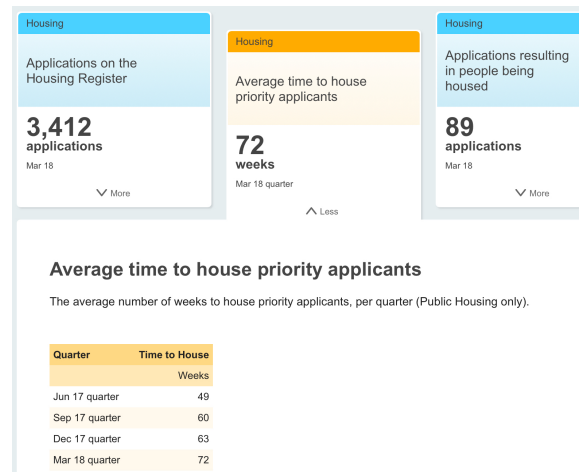 Housing
Applications on the
Housing Register
3,412
applications
Mar 18
More
Housing
Average time to house
priority applicants
72
weeks
Mar 18 quarter
Less
Housing
Applications resulting
in people being
housed
89
applications
Mar 18
More
Average time to house priority applicants
The average number of weeks to house priority applicants, per quarter (Public Housing only).
Quarter Time to House
Weeks
Jun 17 quarter 49
Sep 17 quarter 60
Dec 17 quarter 63
Mar 18 quarter 72